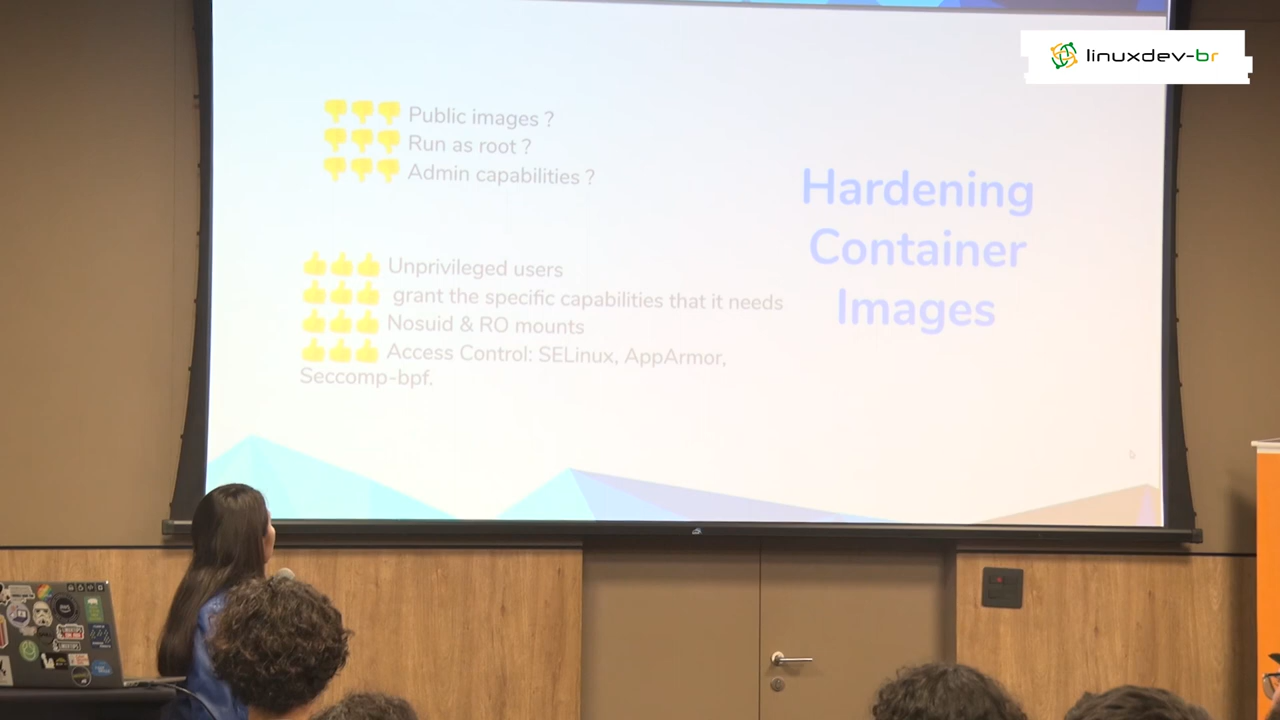 linuxdev-br
Public images ?
Run as root ?
Admin capabilities ?
Hardening
Container
Images
Unprivileged users
grant the specific capabilities that it needs
Nosuid & RO mounts
Access Control: SELinux, AppArmor,
Seccomp-bpf.